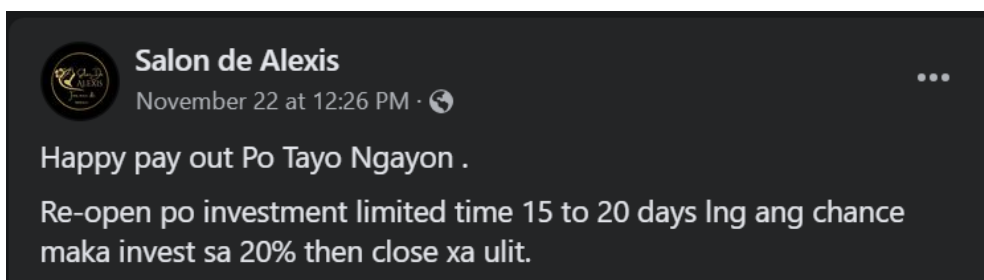 Salon de Alexis
November 22 at 12:26 PM ·
Happy pay out Po Tayo Ngayon .
Re-open po investment limited time 15 to 20 days lng ang chance
maka invest sa 20% then close xa ulit.